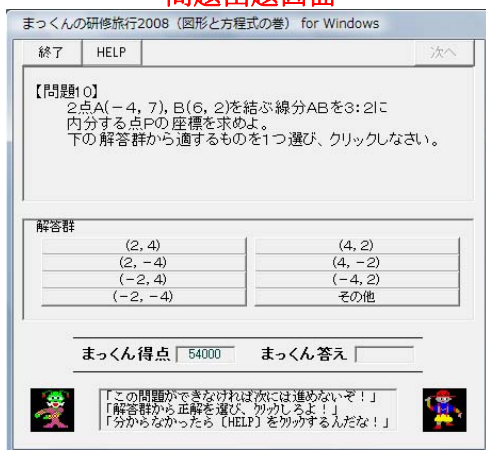 問題出題画面
まっくんの研修旅行2008（図形と方程式の巻） for Windows
終了 HELP 次へ
【問題10】
2点A(－4, 7), B(6, 2)を結ぶ線分ABを3:2に
内分する点Pの座標を求めよ。
下の解答群から適するものを1つ選び、クリックしなさい。
解答群
(2, 4) (4, 2)
(2, －4) (4, －2)
(－2, 4) (－4, 2)
(－2, －4) その他
まっくん得点 54000 まっくん答え
「この問題ができなければ次には進めないぞ！」
「解答群から正解を選び、クリックしろよ！」
「分からなかったら〔HELP〕をクリックするんだな！」